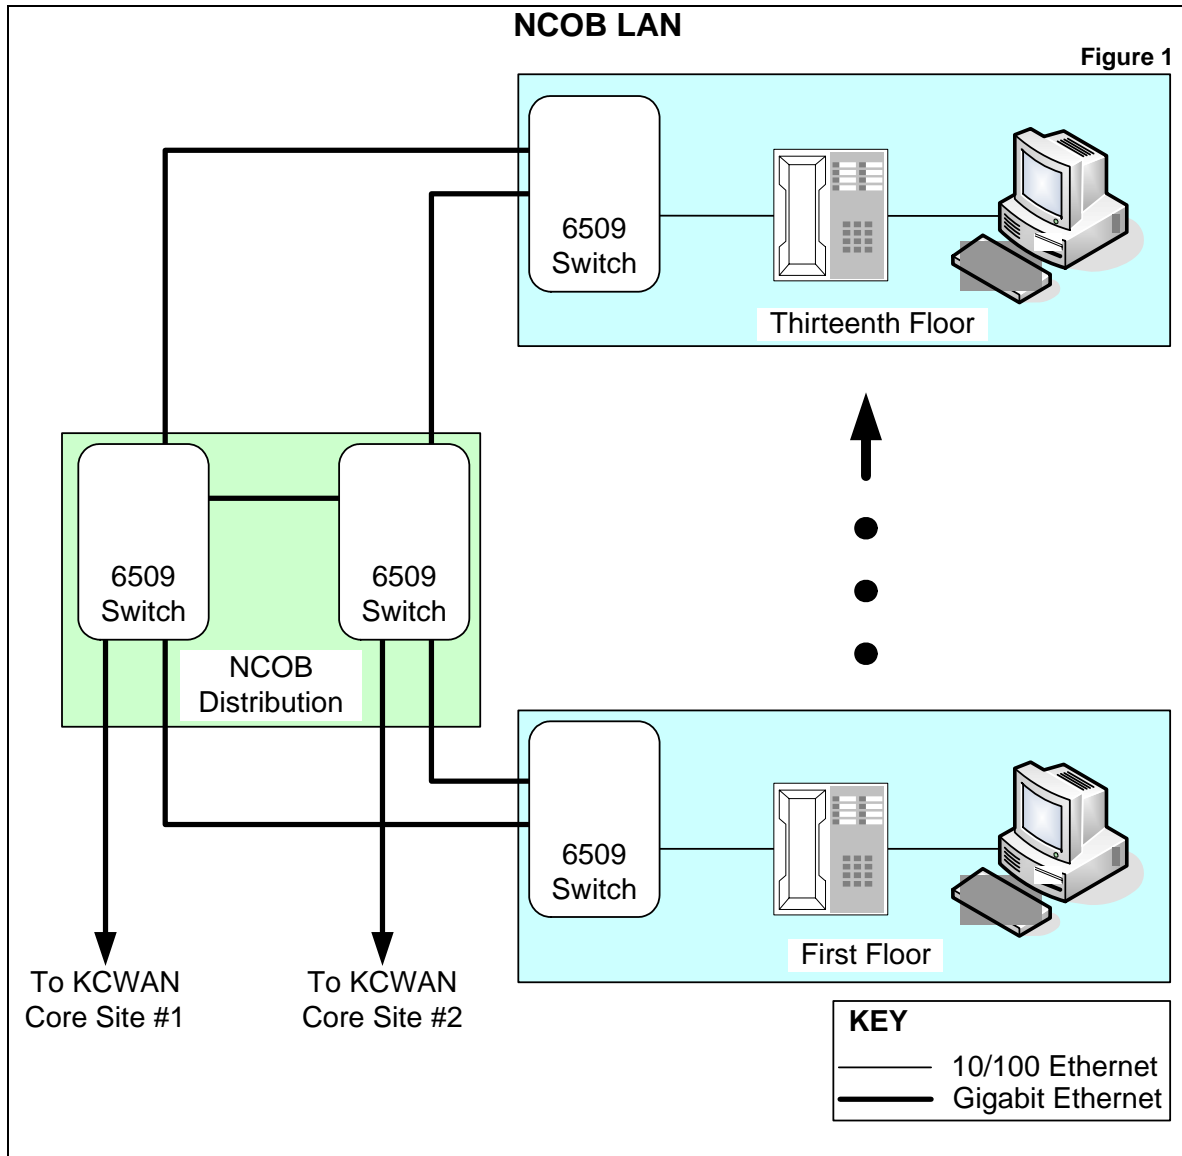 NCOB LAN
Figure 1
6509
Switch
Thirteenth Floor
6509
Switch
6509
Switch
NCOB
Distribution
6509
Switch
First Floor
To KCWAN
Core Site #1
To KCWAN
Core Site #2
KEY
10/100 Ethernet
Gigabit Ethernet